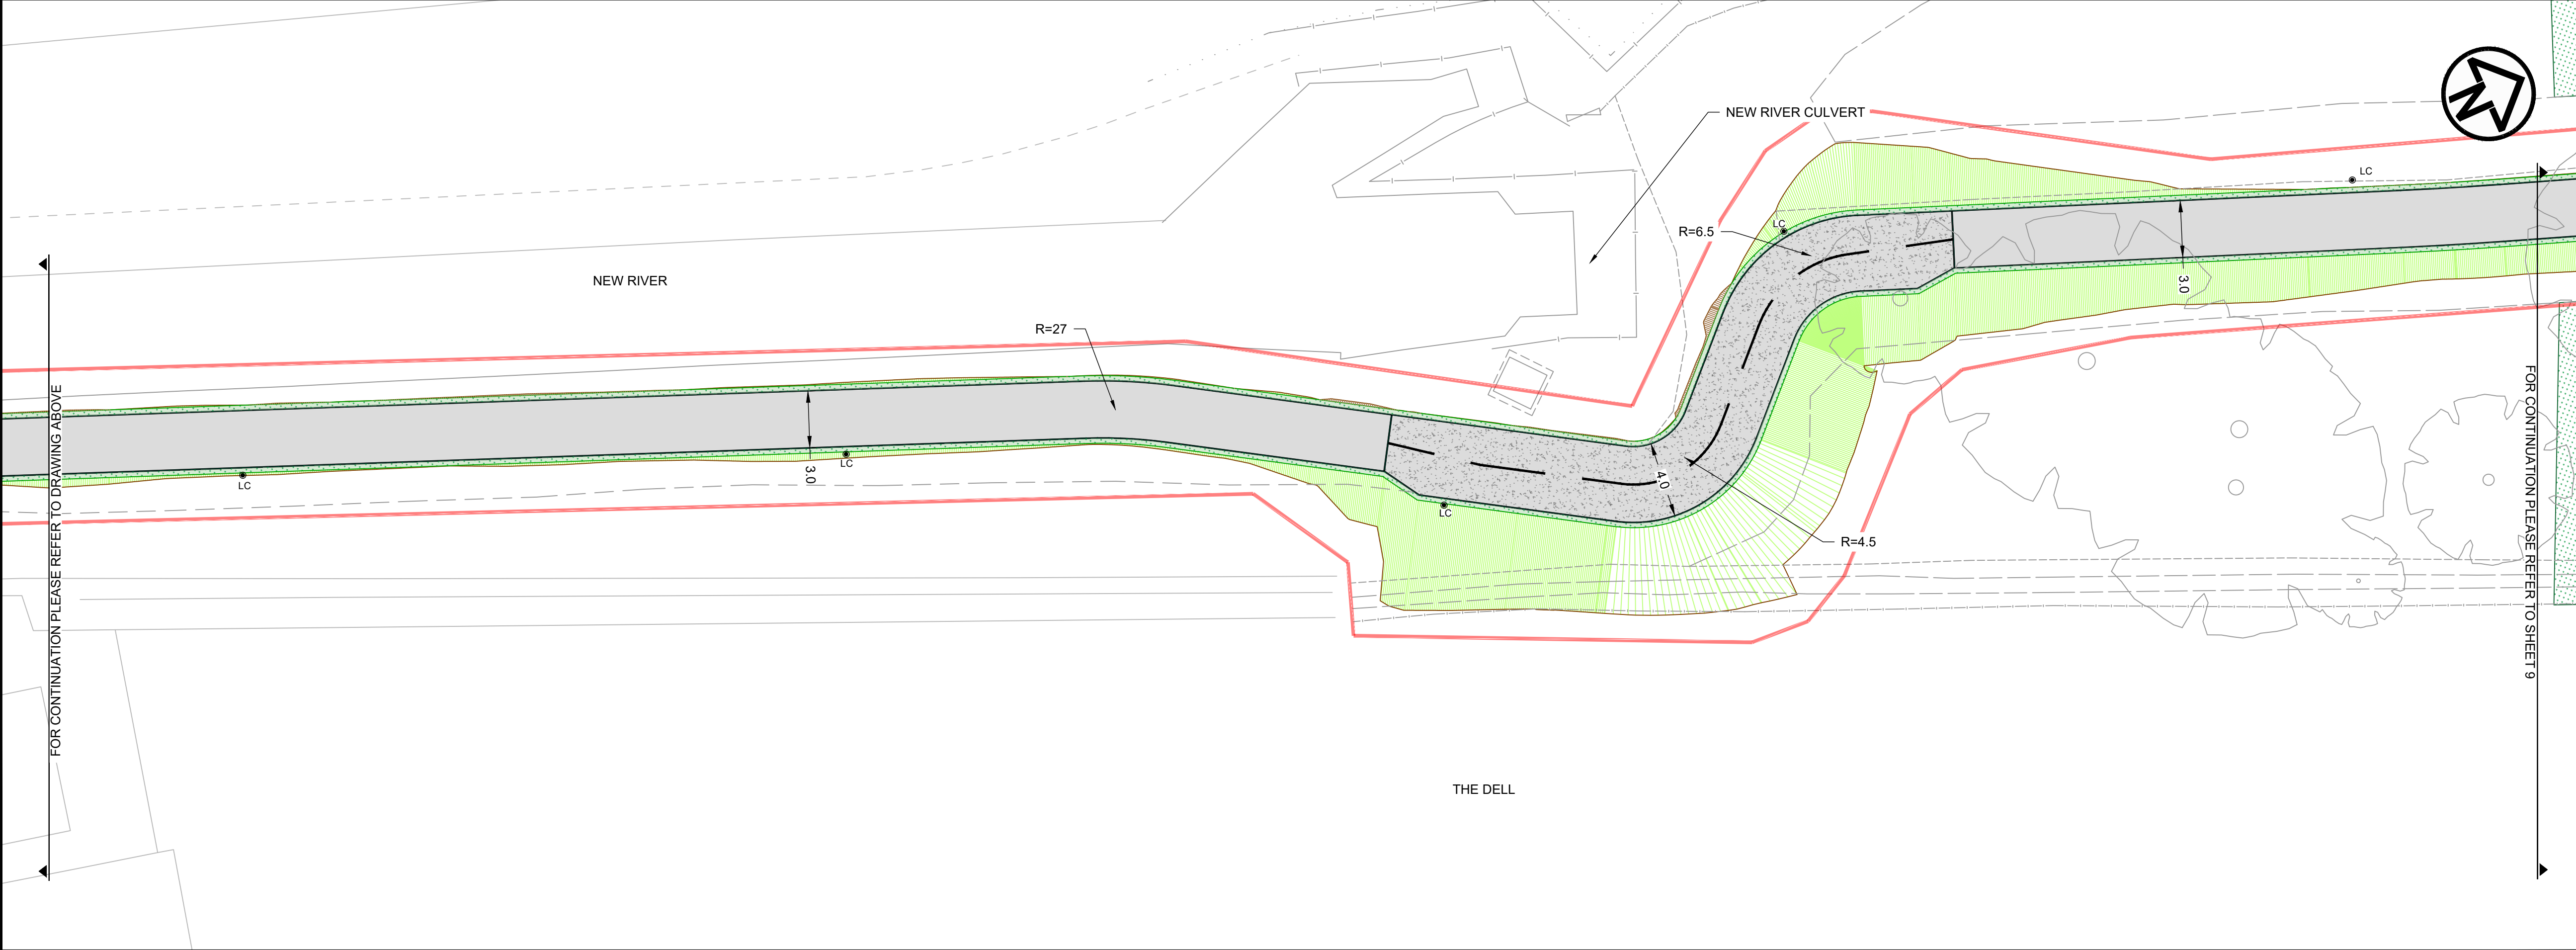 NEW RIVER CULVERT
N
LC
LC
R=6.5
NEW RIVER
3.0
R=27
FOR CONTINUATION PLEASE REFER TO DRAWING ABOVE
FOR CONTINUATION PLEASE REFER TO SHEET 9
3.0
LC
LC
4.0
LC
R=4.5
THE DELL